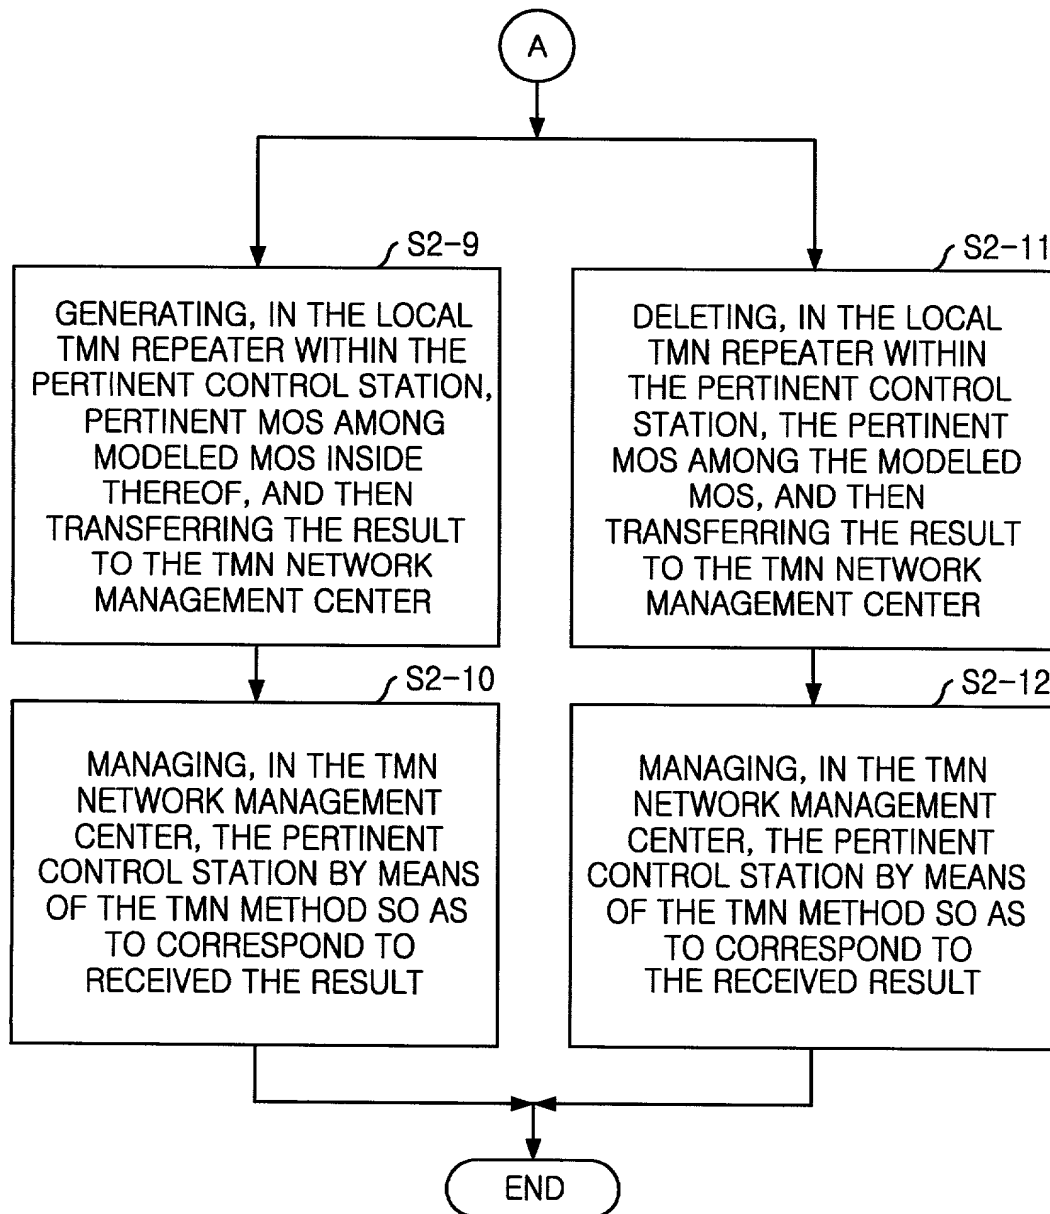 A
S2-9
GENERATING, IN THE LOCAL
TMN REPEATER WITHIN THE
PERTINENT CONTROL STATION,
PERTINENT MOS AMONG
MODELED MOS INSIDE
THEREOF, AND THEN
TRANSFERRING THE RESULT
TO THE TMN NETWORK
MANAGEMENT CENTER
S2-11
DELETING, IN THE LOCAL
TMN REPEATER WITHIN
THE PERTINENT CONTROL
STATION, THE PERTINENT
MOS AMONG THE MODELED
MOS, AND THEN
TRANSFERRING THE RESULT
TO THE TMN NETWORK
MANAGEMENT CENTER
S2-10
MANAGING, IN THE TMN
NETWORK MANAGEMENT
CENTER, THE PERTINENT
CONTROL STATION BY MEANS
OF THE TMN METHOD SO AS
TO CORRESPOND TO
RECEIVED THE RESULT
S2-12
MANAGING, IN THE TMN
NETWORK MANAGEMENT
CENTER, THE PERTINENT
CONTROL STATION BY MEANS
OF THE TMN METHOD SO AS
TO CORRESPOND TO
THE RECEIVED RESULT
END